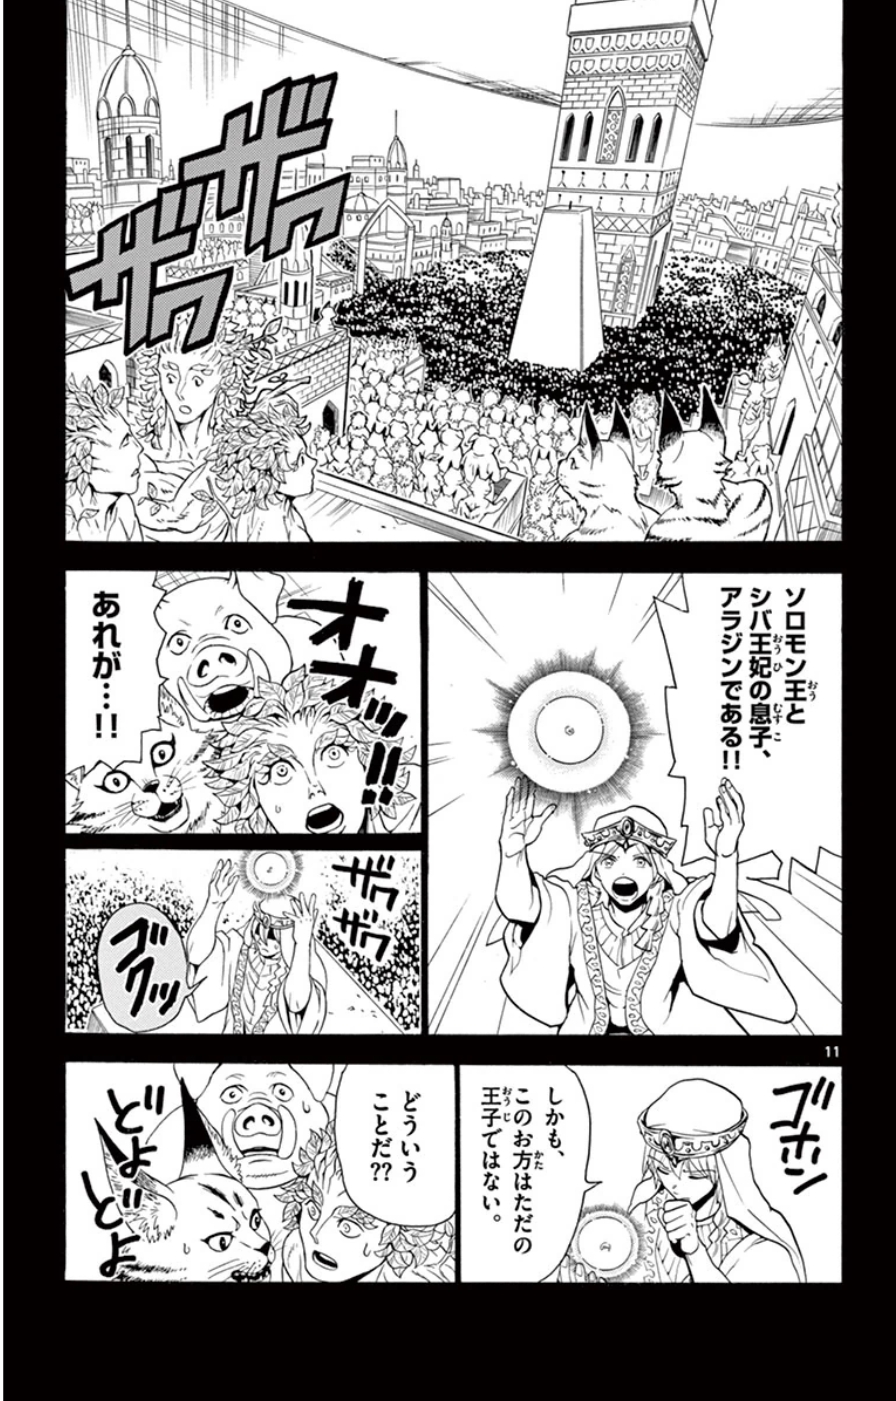 ザワ
ザワ
ソロモン王と
シバ王妃の息子、
アラジンである!!
オオッ!!
あれが…!!
ザワ
ザワ
ゴクッ
11
ゴホン
しかも、
このお方はただの
王子ではない。
どういう
ことだ??
どよ
どよ